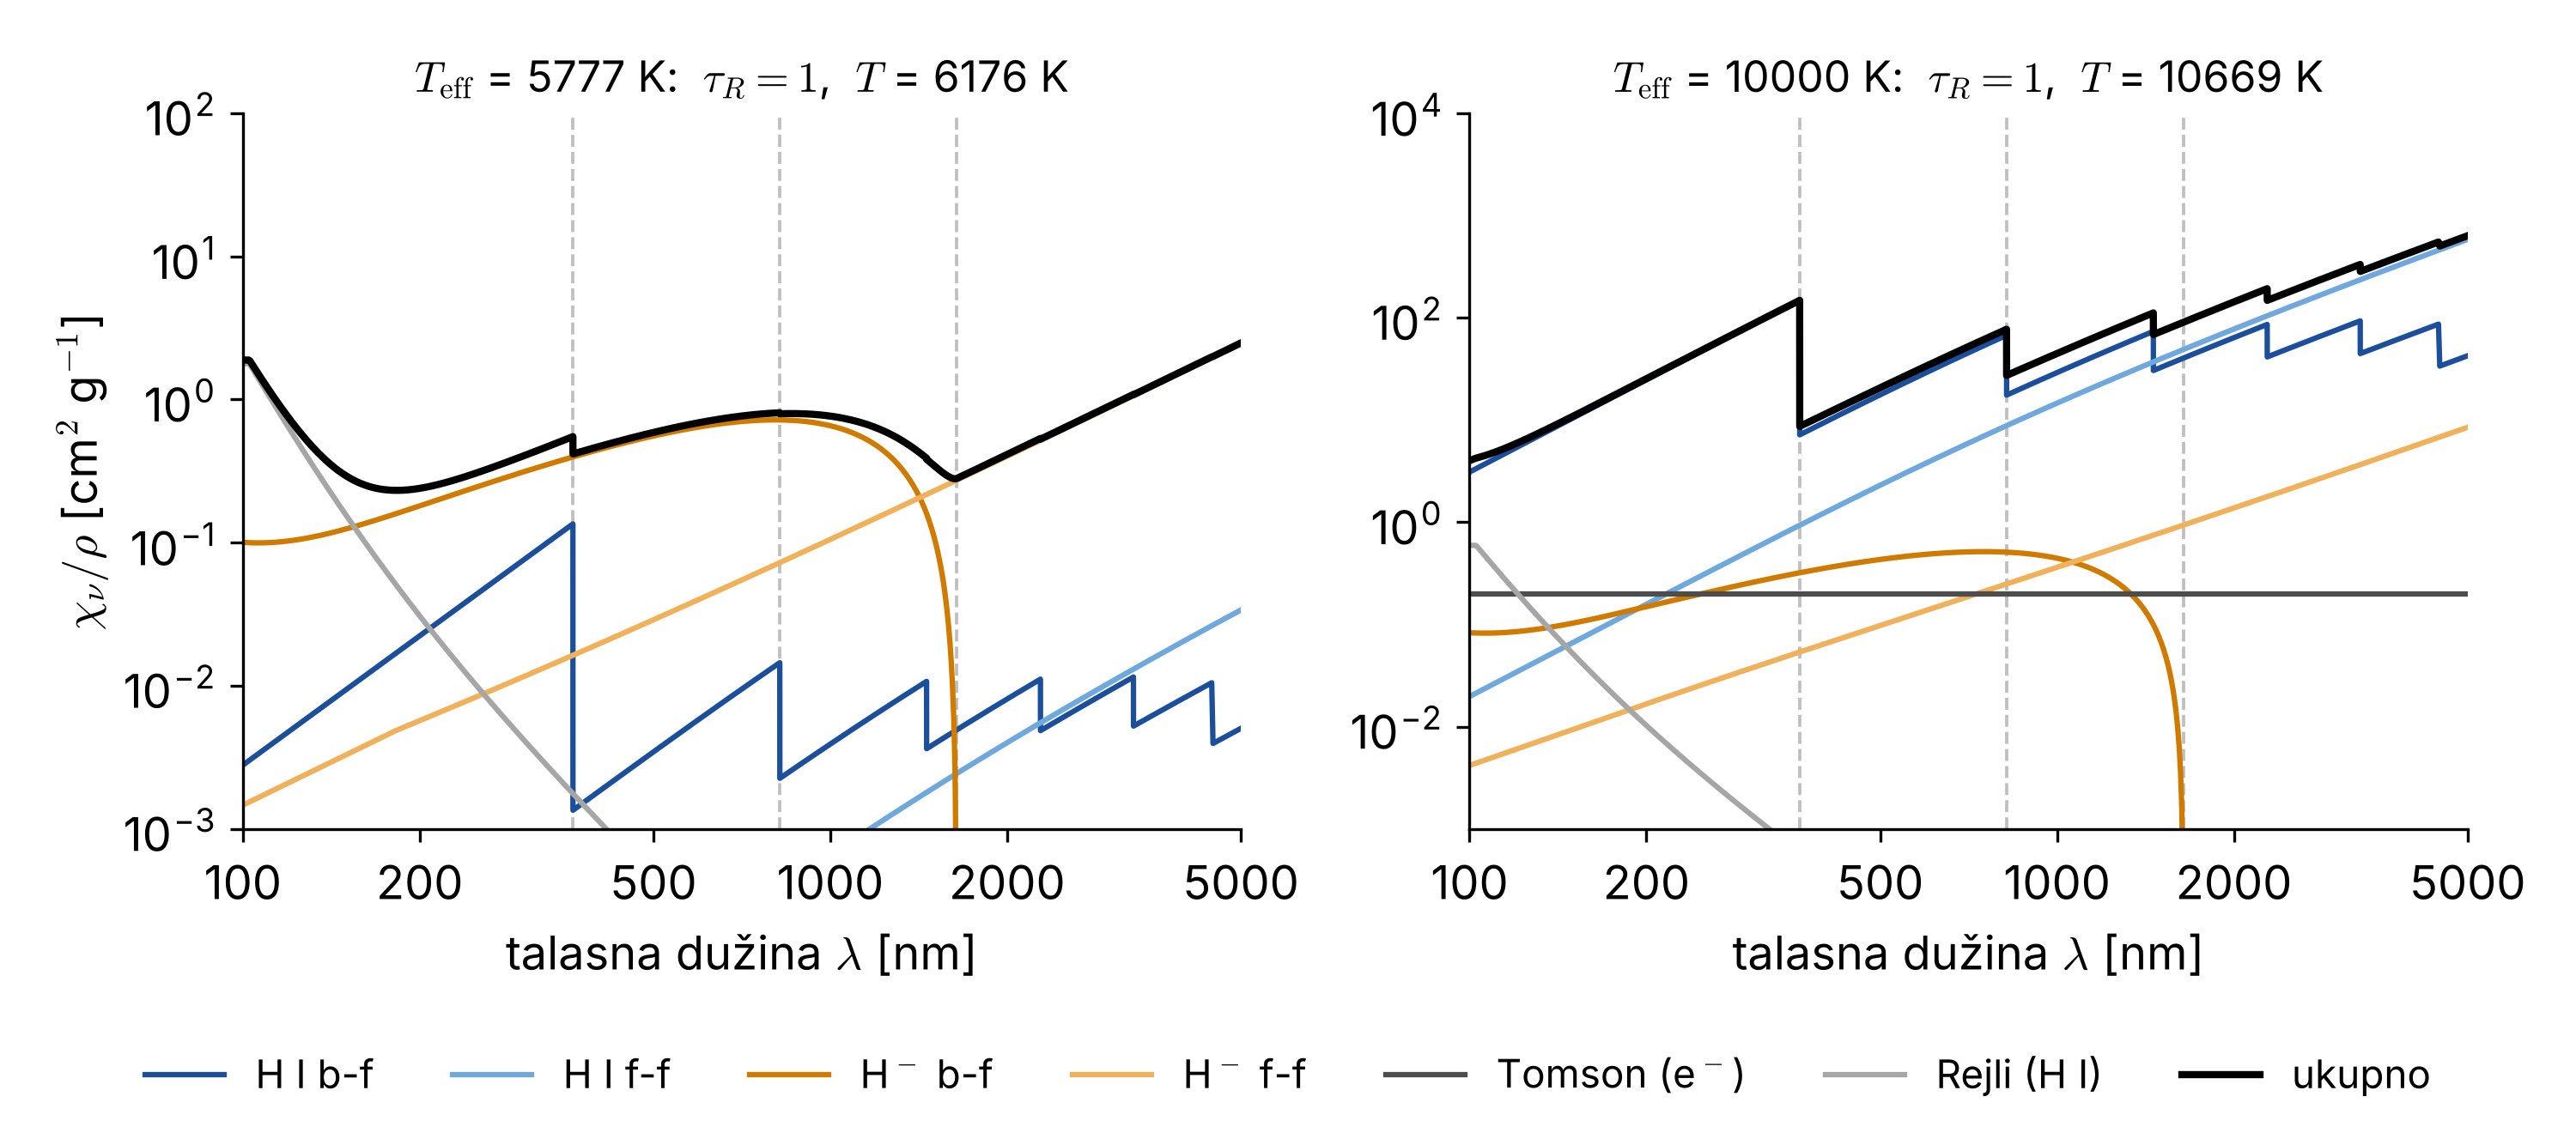 T_eff = 5777 K: τ_R = 1, T = 6176 K
10^2
10^1
10^0
10^−1
10^−2
10^−3
χ_ν/ρ [cm^2 g^−1]
100 200 500 1000 2000 5000
talasna dužina λ [nm]
T_eff = 10000 K: τ_R = 1, T = 10669 K
10^4
10^2
10^0
10^−2
100 200 500 1000 2000 5000
talasna dužina λ [nm]
H I b-f H I f-f H^− b-f H^− f-f Tomson (e^−) Rejli (H I) ukupno